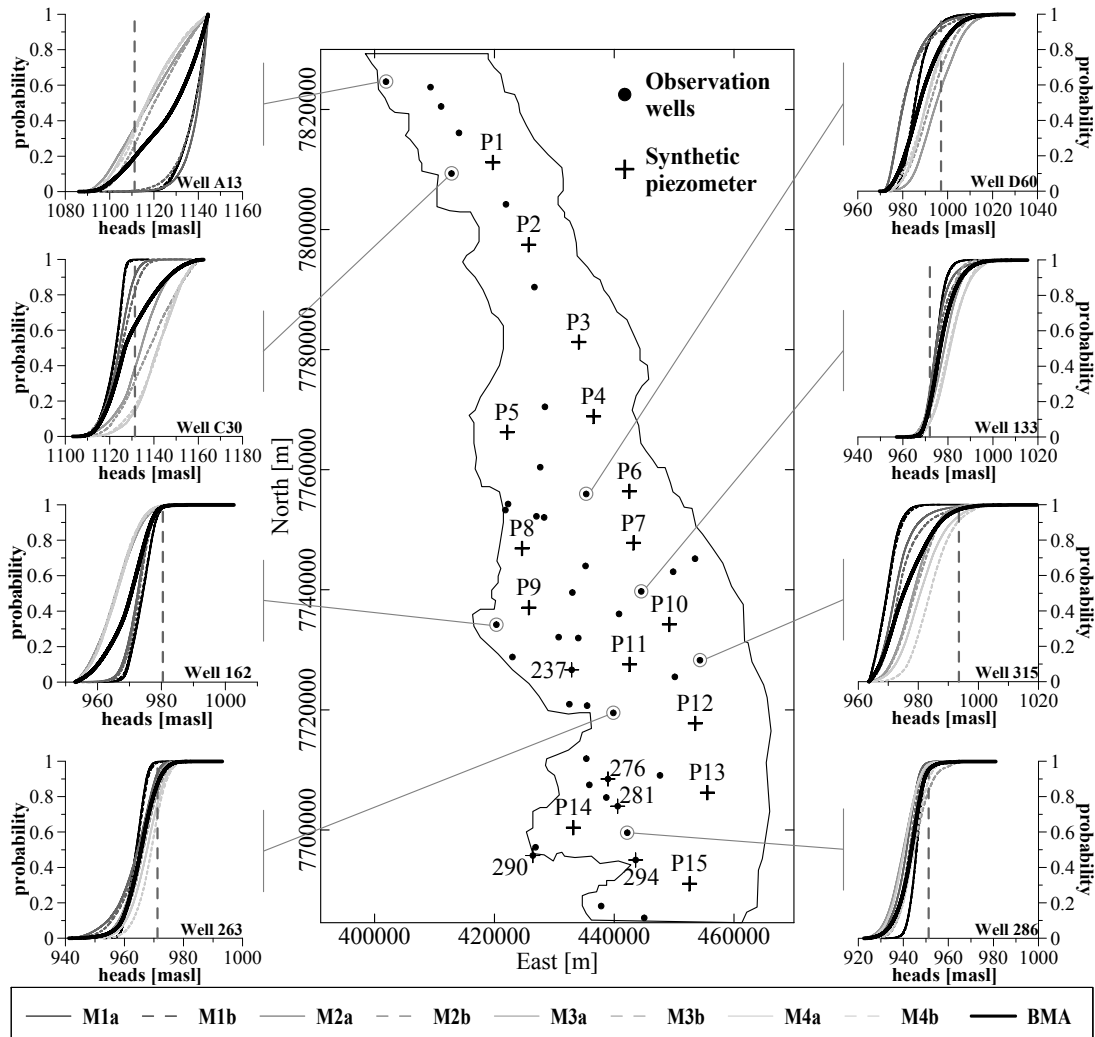 1
0.8
0.6
0.4
0.2
0
probability
Well A13
1080 1100 1120 1140 1160
heads [masl]
1
0.8
0.6
0.4
0.2
0
probability
Well C30
1100 1120 1140 1160 1180
heads [masl]
1
0.8
0.6
0.4
0.2
0
probability
Well 162
960 980 1000
heads [masl]
1
0.8
0.6
0.4
0.2
0
probability
Well 263
940 960 980 1000
heads [masl]
North [m]
7820000
7800000
7780000
7760000
7740000
7720000
7700000
Observation
wells
Synthetic
piezometer
P1
P2
P3
P4
P5
P6
P7
P8
P9
P10
P11
237
P12
276
P13
281
P14
290
294
P15
400000 420000 440000 460000
East [m]
1
0.8
0.6
0.4
0.2
0
probability
Well D60
960 980 1000 1020 1040
heads [masl]
1
0.8
0.6
0.4
0.2
0
probability
Well 133
940 960 980 1000 1020
heads [masl]
1
0.8
0.6
0.4
0.2
0
probability
Well 315
960 980 1000 1020
heads [masl]
1
0.8
0.6
0.4
0.2
0
probability
Well 286
920 940 960 980 1000
heads [masl]
M1a M1b M2a M2b M3a M3b M4a M4b BMA